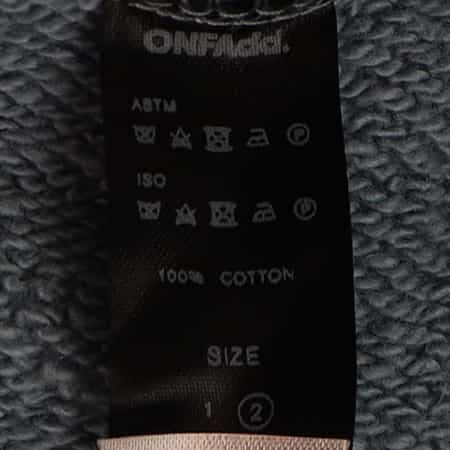 ONFAdd.
ASTM
P
ISO
P
100% COTTON
SIZE
1 2